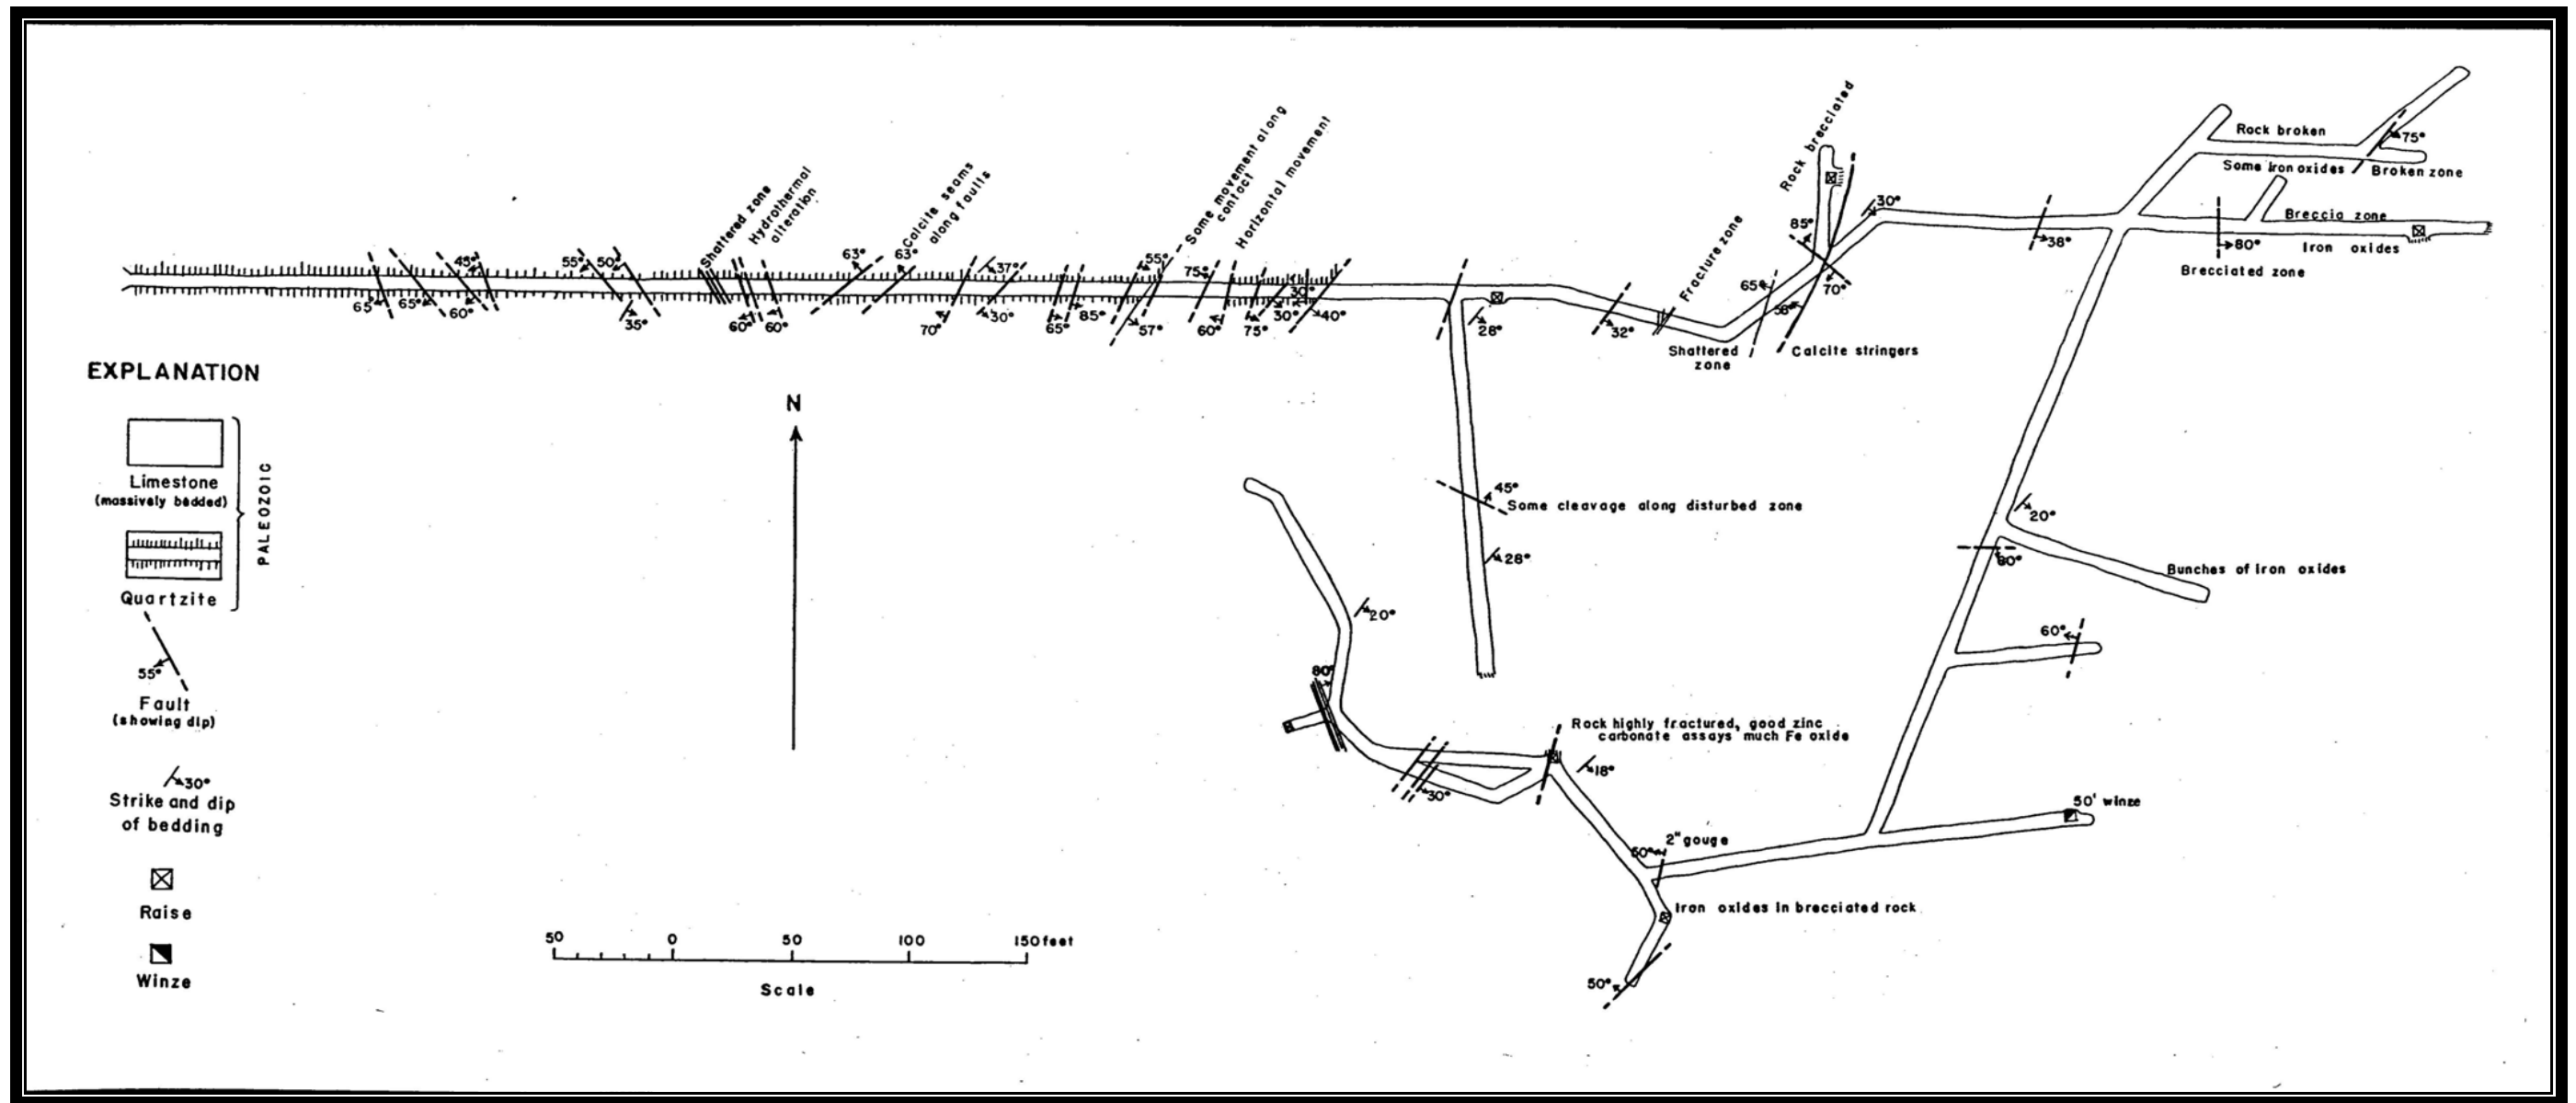 Rock brecciated
Rock broken
75°
Some iron oxides
Broken zone
30°
Breccia zone
85°
38°
80°
Iron oxides
Brecciated zone
Shattered zone
Hydrothermal
alteration
Calcite seams
along faults
Some movement along
contact
Horizontal movement
Fracture zone
45°
55°
50°
63°
63°
37°
55°
75°
30°
65°
70°
58°
65°
65°
60°
35°
60°
60°
70°
30°
65°
85°
57°
60°
75°
30°
40°
28°
32°
Shattered
zone
Calcite stringers
EXPLANATION
N
Limestone
(massively bedded)
Quartzite
PALEOZOIC
55°
Fault
(showing dip)
30°
Strike and dip
of bedding
Raise
Winze
45°
Some cleavage along disturbed zone
28°
20°
80°
Bunches of iron oxides
20°
60°
80°
Rock highly fractured, good zinc
carbonate assays much Fe oxide
18°
30°
50' winze
2" gouge
50°
Iron oxides in brecciated rock
50°
50 0 50 100 150 feet
Scale